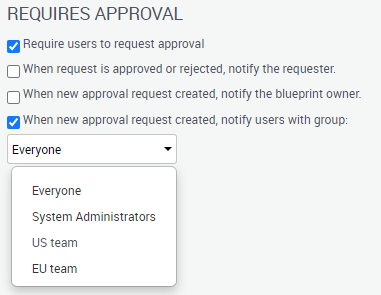 REQUIRES APPROVAL
Require users to request approval
When request is approved or rejected, notify the requester.
When new approval request created, notify the blueprint owner.
When new approval request created, notify users with group:
Everyone
Everyone
System Administrators
US team
EU team